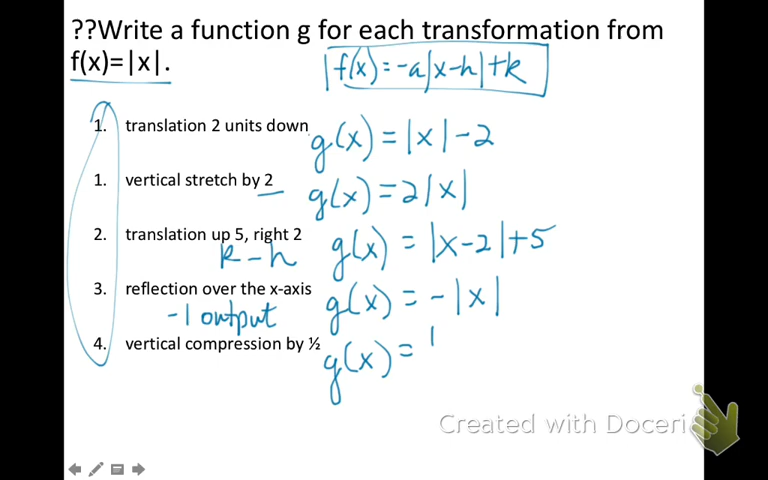 ??Write a function g for each transformation from
f(x)=|x|.
f(x)=-a|x-h|+k
1. translation 2 units down g(x)=|x|-2
1. vertical stretch by 2 g(x)=2|x|
2. translation up 5, right 2 g(x)=|x-2|+5
k-h
3. reflection over the x-axis g(x)=-|x|
-1 output
4. vertical compression by ½ g(x)=
Created with Doceri